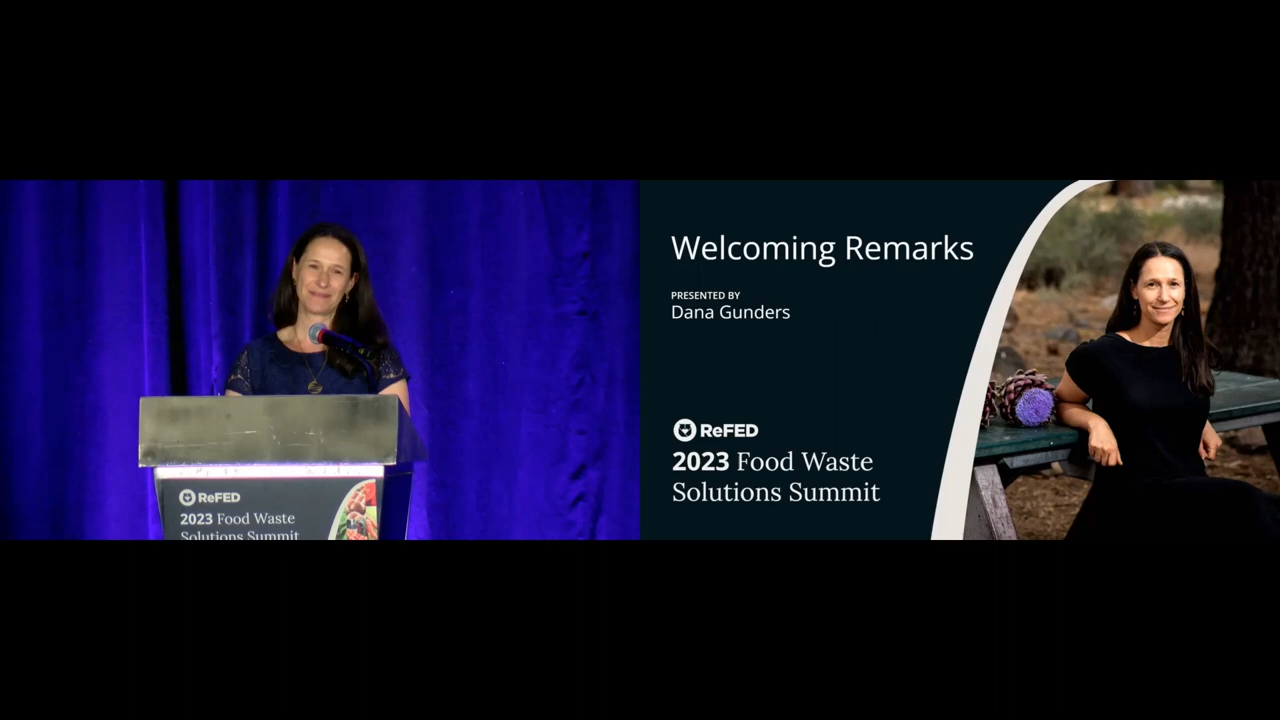 ReFED
2023 Food Waste
Solutions Summit
Welcoming Remarks
PRESENTED BY
Dana Gunders
ReFED
2023 Food Waste
Solutions Summit